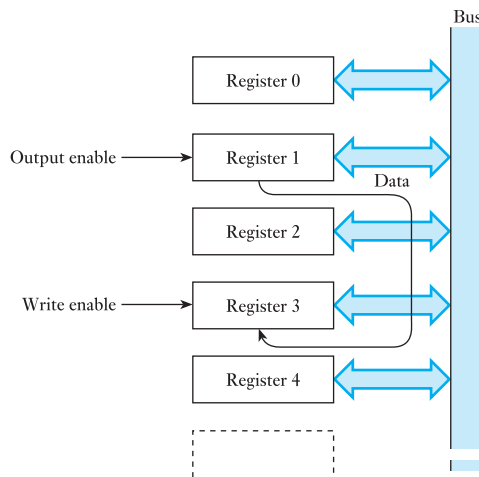 Bus
Register 0
Output enable
Register 1
Data
Register 2
Write enable
Register 3
Register 4